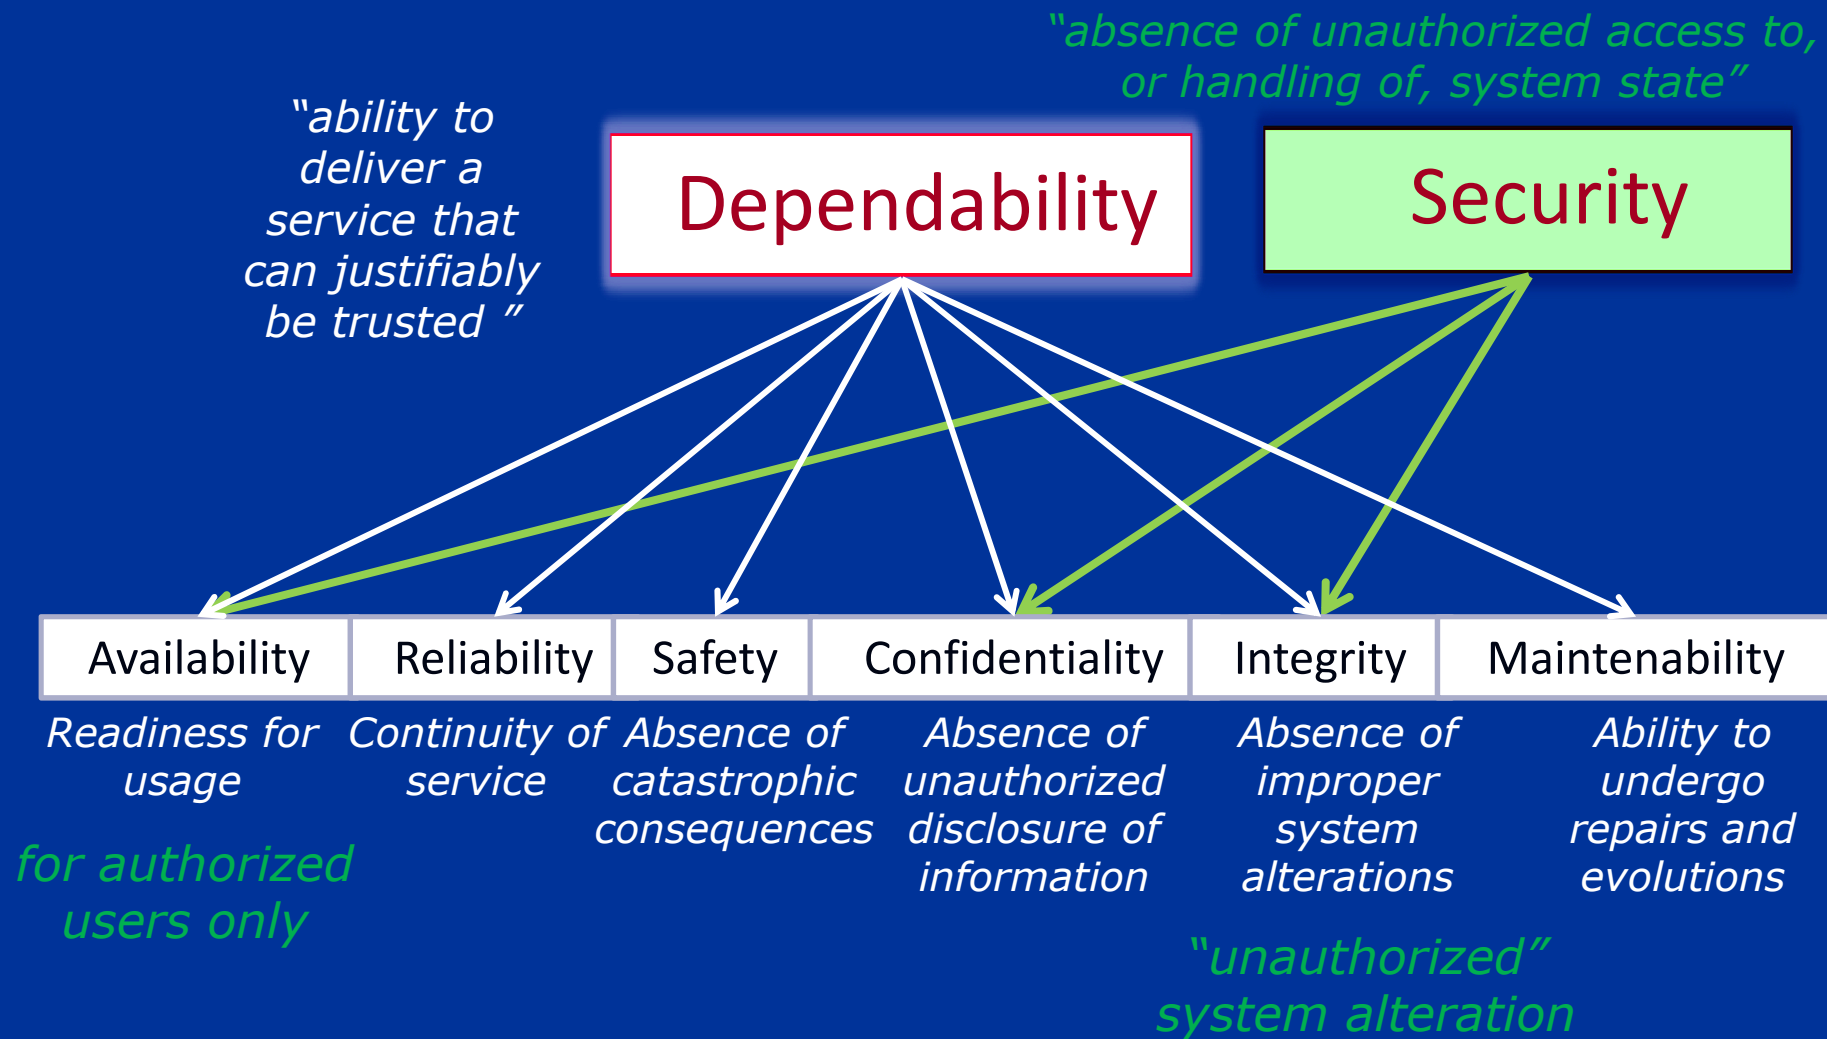 “absence of unauthorized access to,
or handling of, system state”
“ability to
deliver a
service that
can justifiably
be trusted ”
Dependability
Security
Availability
Reliability
Safety
Confidentiality
Integrity
Maintenability
Readiness for
usage
Continuity of
service
Absence of
catastrophic
consequences
Absence of
unauthorized
disclosure of
information
Absence of
improper
system
alterations
Ability to
undergo
repairs and
evolutions
for authorized
users only
“unauthorized”
system alteration